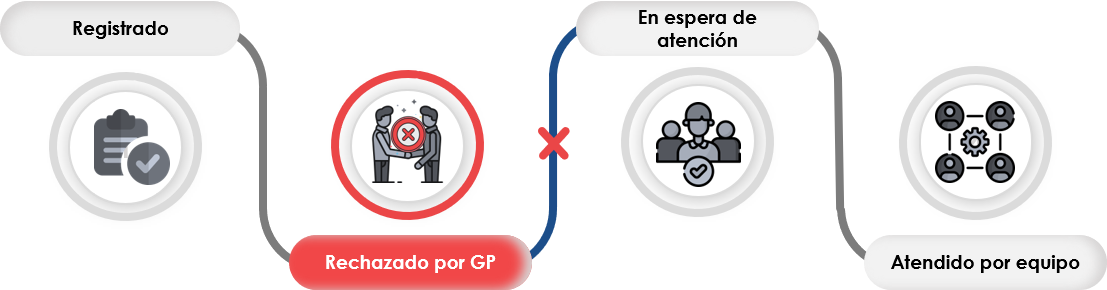 Registrado
Rechazado por GP
En espera de
atención
Atendido por equipo